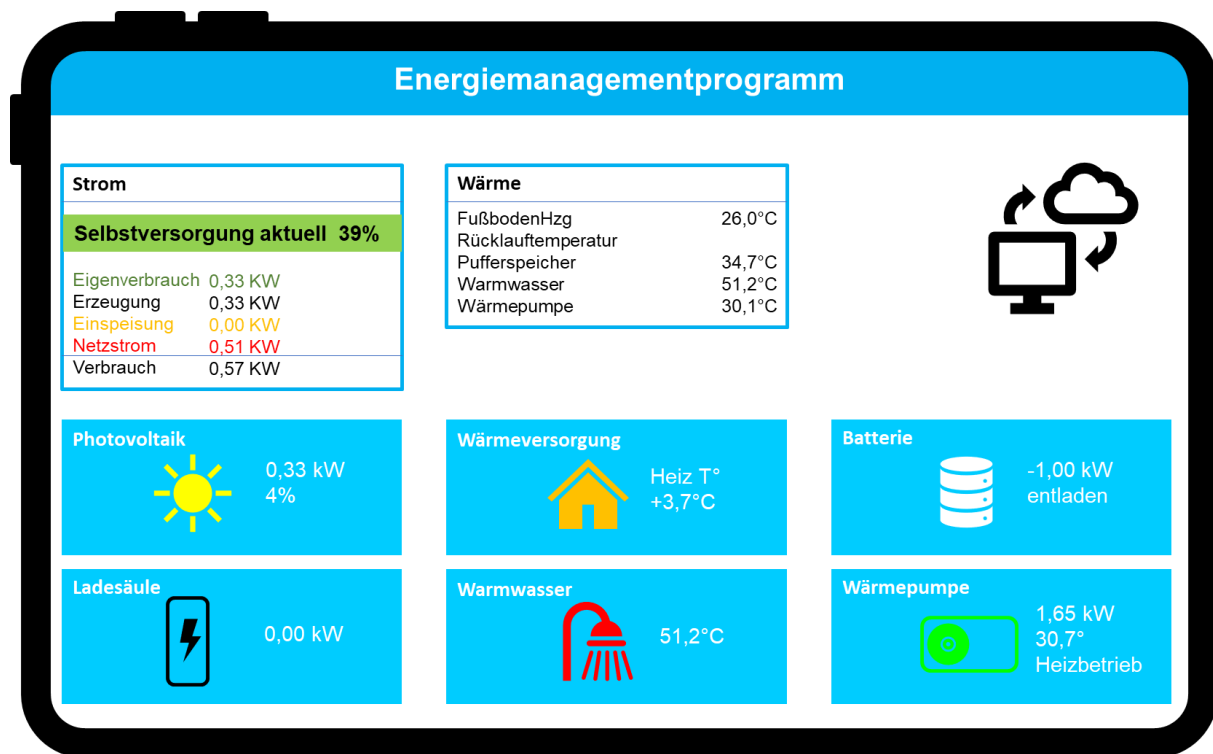 Energiemanagementprogramm
Strom
Selbstversorgung aktuell 39%
Eigenverbrauch 0,33 KW
Erzeugung 0,33 KW
Einspeisung 0,00 KW
Netzstrom 0,51 KW
Verbrauch 0,57 KW
Wärme
FußbodenHzg 26,0°C
Rücklauftemperatur
Pufferspeicher 34,7°C
Warmwasser 51,2°C
Wärmepumpe 30,1°C
Photovoltaik
0,33 kW
4%
Wärmeversorgung
Heiz T°
+3,7°C
Batterie
-1,00 kW
entladen
Ladesäule
0,00 kW
Warmwasser
51,2°C
Wärmepumpe
1,65 kW
30,7°
Heizbetrieb